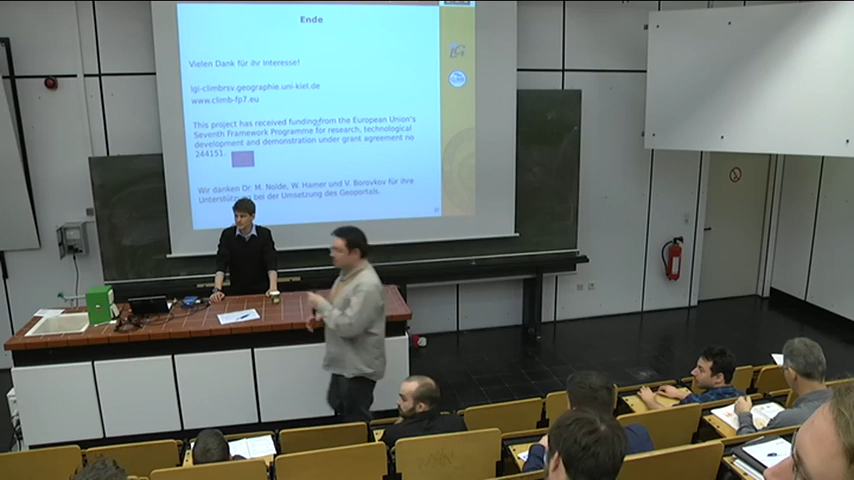 Ende
Vielen Dank für ihr Interesse!
lgi-climbrsv.geographie.uni-kiel.de
www.climb-fp7.eu
This project has received funding from the European Union's
Seventh Framework Programme for research, technological
development and demonstration under grant agreement no
244151.
Wir danken Dr. M. Nolde, W. Hamer und V. Borovkov für ihre
Unterstützung bei der Umsetzung des Geoportals.